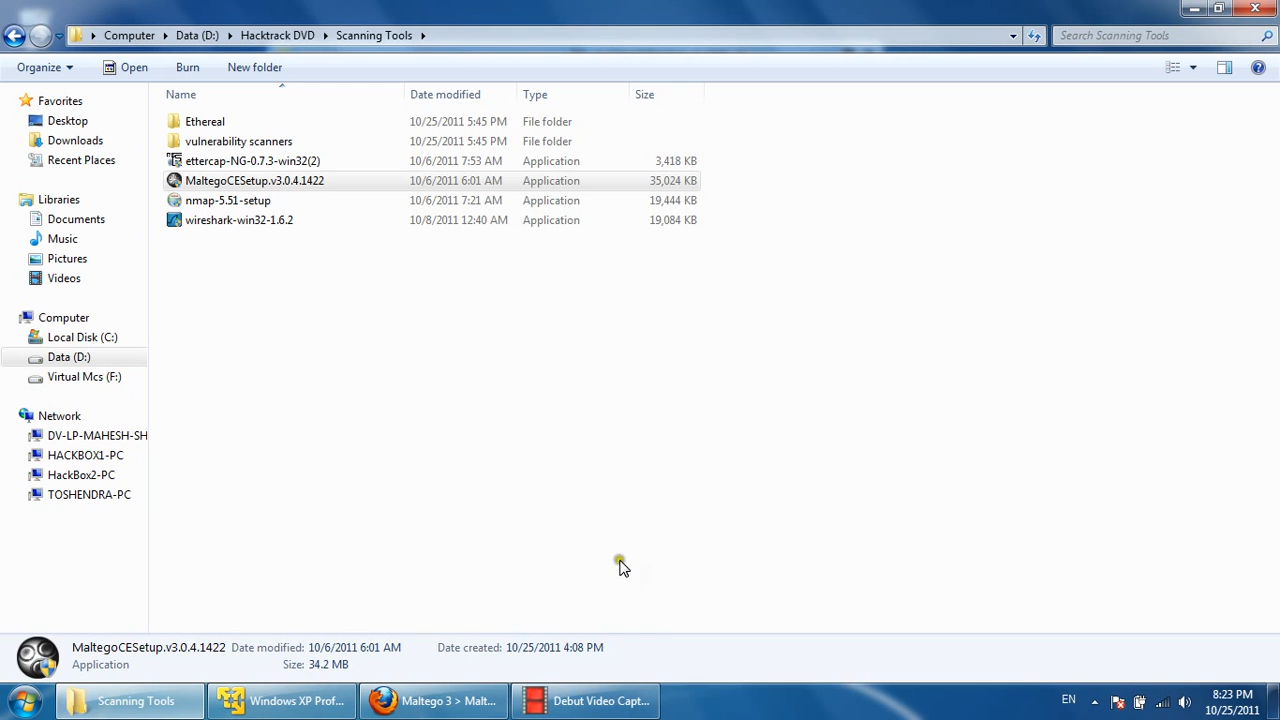 Computer Data (D:) Hacktrack DVD Scanning Tools
Search Scanning Tools
Organize Open Burn New folder
Name Date modified Type Size
Ethereal 10/25/2011 5:45 PM File folder
vulnerability scanners 10/25/2011 5:45 PM File folder
ettercap-NG-0.7.3-win32(2) 10/6/2011 7:53 AM Application 3,418 KB
MaltegoCESetup.v3.0.4.1422 10/6/2011 6:01 AM Application 35,024 KB
nmap-5.51-setup 10/6/2011 7:21 AM Application 19,444 KB
wireshark-win32-1.6.2 10/8/2011 12:40 AM Application 19,084 KB
Favorites
Desktop
Downloads
Recent Places
Libraries
Documents
Music
Pictures
Videos
Computer
Local Disk (C:)
Data (D:)
Virtual Mcs (F:)
Network
DV-LP-MAHESH-SH
HACKBOX1-PC
HackBox2-PC
TOSHENDRA-PC
MaltegoCESetup.v3.0.4.1422 Date modified: 10/6/2011 6:01 AM Date created: 10/25/2011 4:08 PM
Application Size: 34.2 MB
Scanning Tools Windows XP Prof... Maltego 3 > Malt... Debut Video Capt... EN 8:23 PM
10/25/2011